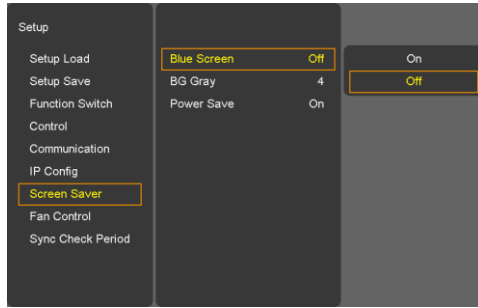 Setup
Setup Load
Setup Save
Function Switch
Control
Communication
IP Config
Screen Saver
Fan Control
Sync Check Period
Blue Screen Off
BG Gray 4
Power Save On
On
Off